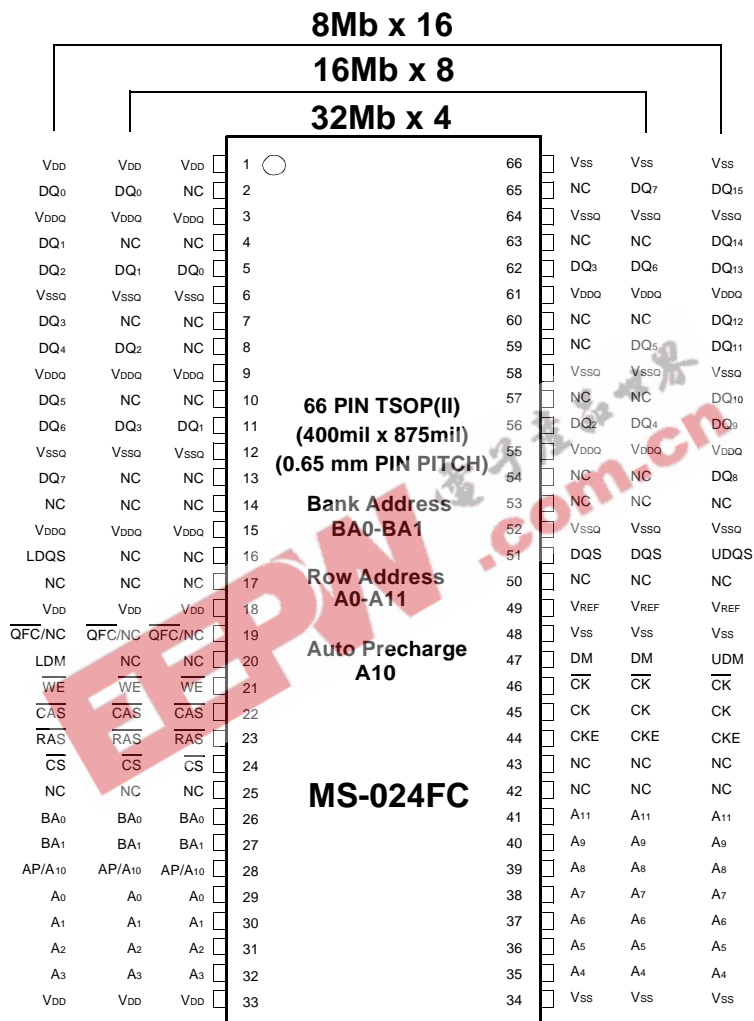 8Mb x 16
16Mb x 8
32Mb x 4
VDD VDD VDD 1 66 VSS VSS VSS
DQ0 DQ0 NC 2 65 NC DQ7 DQ15
VDDQ VDDQ VDDQ 3 64 VSSQ VSSQ VSSQ
DQ1 NC NC 4 63 NC NC DQ14
DQ2 DQ1 DQ0 5 62 DQ3 DQ6 DQ13
VSSQ VSSQ VSSQ 6 61 VDDQ VDDQ VDDQ
DQ3 NC NC 7 60 NC NC DQ12
DQ4 DQ2 NC 8 59 NC DQ5 DQ11
VDDQ VDDQ VDDQ 9 58 VSSQ VSSQ VSSQ
DQ5 NC NC 10 57 NC NC DQ10
66 PIN TSOP(II)
DQ6 DQ3 DQ1 11 56 DQ2 DQ4 DQ9
(400mil x 875mil)
VSSQ VSSQ VSSQ 12 55 VDDQ VDDQ VDDQ
(0.65 mm PIN PITCH)
DQ7 NC NC 13 54 NC NC DQ8
NC NC NC 14 53 NC NC NC
Bank Address
VDDQ VDDQ VDDQ 15 52 VSSQ VSSQ VSSQ
BA0-BA1
LDQS NC NC 16 51 DQS DQS UDQS
NC NC NC 17 50 NC NC NC
Row Address
VDD VDD VDD 18 49 VREF VREF VREF
A0-A11
QFC/NC QFC/NC QFC/NC 19 48 VSS VSS VSS
Auto Precharge
LDM NC NC 20 47 DM DM UDM
A10
WE WE WE 21 46 CK CK CK
CAS CAS CAS 22 45 CK CK CK
RAS RAS RAS 23 44 CKE CKE CKE
CS CS CS 24 43 NC NC NC
NC NC NC 25 42 NC NC NC
MS-024FC
BA0 BA0 BA0 26 41 A11 A11 A11
BA1 BA1 BA1 27 40 A9 A9 A9
AP/A10 AP/A10 AP/A10 28 39 A8 A8 A8
A0 A0 A0 29 38 A7 A7 A7
A1 A1 A1 30 37 A6 A6 A6
A2 A2 A2 31 36 A5 A5 A5
A3 A3 A3 32 35 A4 A4 A4
VDD VDD VDD 33 34 VSS VSS VSS
EEPW.com.cn
電子產品世界